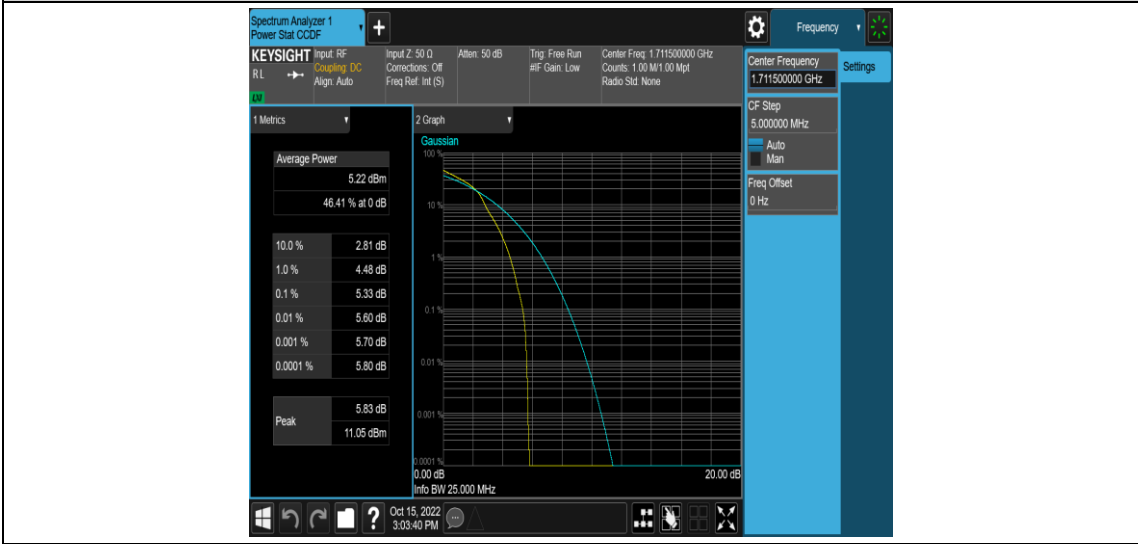 Spectrum Analyzer 1
Power Stat CCDF
+
Frequency
KEYSIGHT
RL
LXI
Input: RF
Coupling: DC
Align: Auto
Input Z: 50 Ω
Corrections: Off
Freq Ref: Int (S)
Atten: 50 dB
Trig: Free Run
#IF Gain: Low
Center Freq: 1.711500000 GHz
Counts: 1.00 M/1.00 Mpt
Radio Std: None
Center Frequency
1.711500000 GHz
Settings
CF Step
5.000000 MHz
Auto
Man
Freq Offset
0 Hz
1 Metrics
Average Power
5.22 dBm
46.41 % at 0 dB
10.0 % 2.81 dB
1.0 % 4.48 dB
0.1 % 5.33 dB
0.01 % 5.60 dB
0.001 % 5.70 dB
0.0001 % 5.80 dB
Peak
5.83 dB
11.05 dBm
2 Graph
Gaussian
100 %
10 %
1 %
0.1 %
0.01 %
0.001 %
0.0001 %
0.00 dB 20.00 dB
Info BW 25.000 MHz
?
Oct 15, 2022
3:03:40 PM